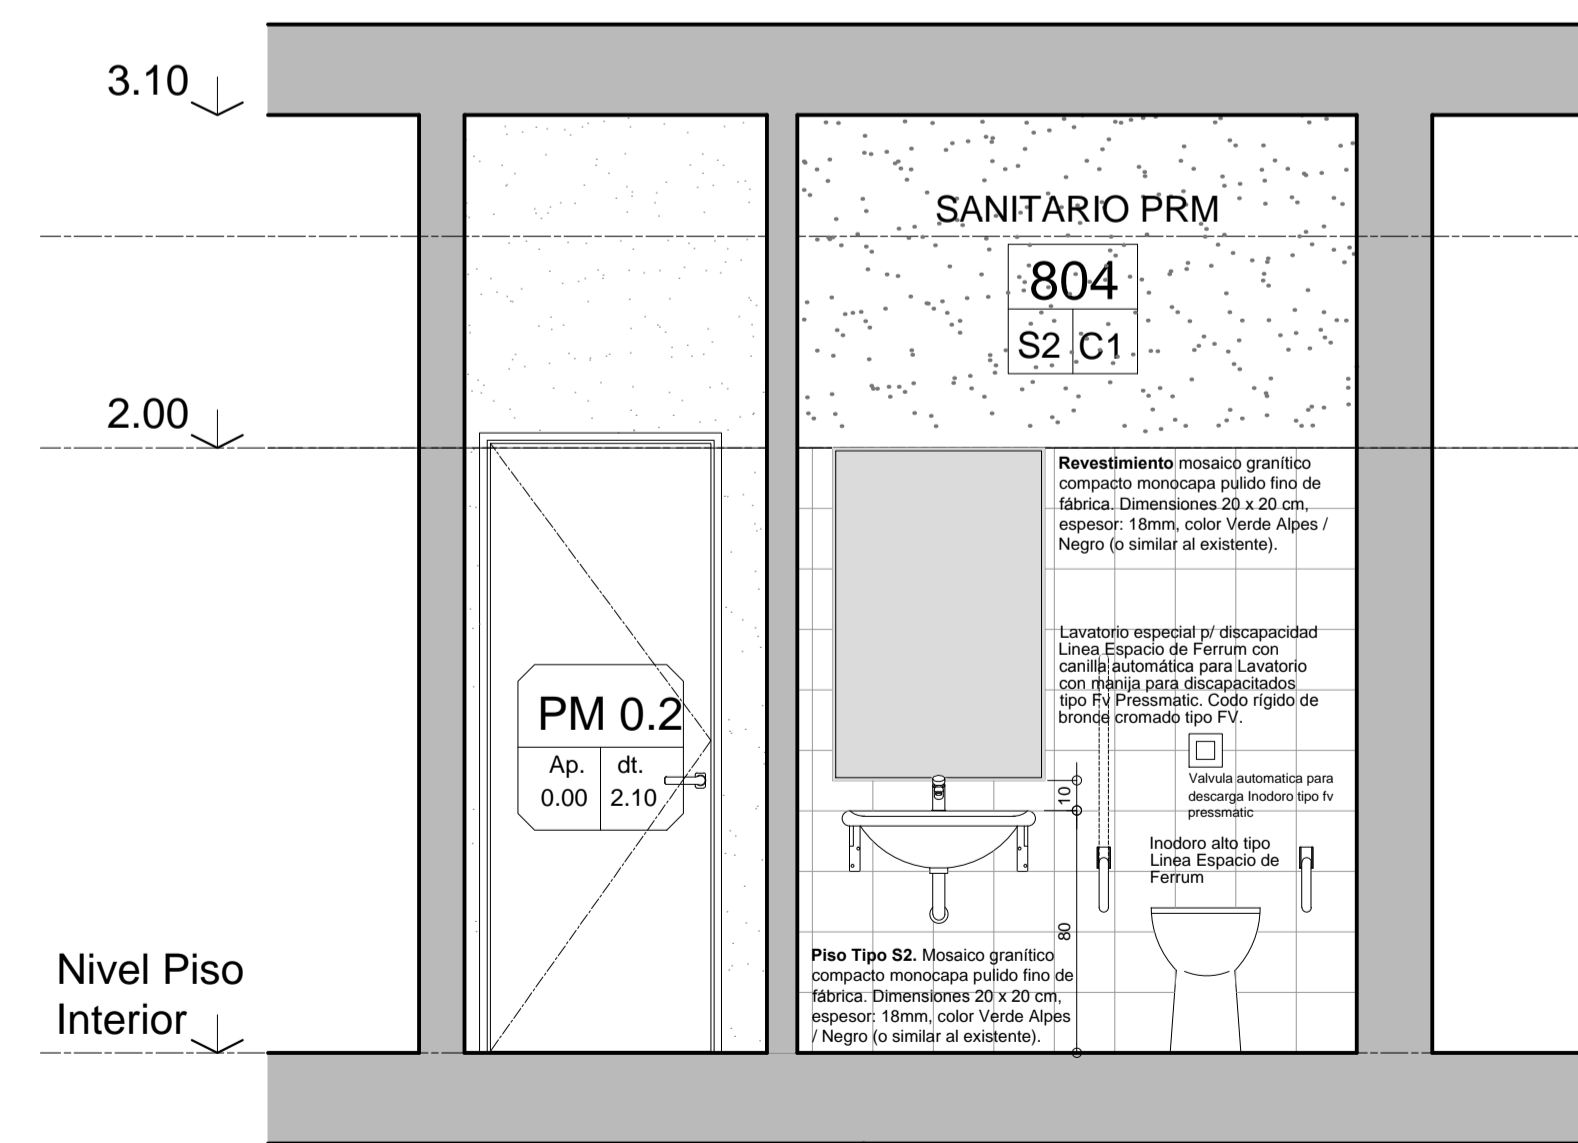 3.10
SANITARIO PRM
804
S2 C1
2.00
Revestimiento mosaico granítico
compacto monocapa pulido fino de
fábrica. Dimensiones 20 x 20 cm,
espesor: 18mm, color Verde Alpes /
Negro (o similar al existente).
Lavatorio especial p/ discapacidad
Linea Espacio de Ferrum con
canilla automática para Lavatorio
con manija para discapacitados
tipo Fv Pressmatic. Codo rígido de
bronce cromado tipo FV.
PM 0.2
Ap. dt.
0.00 2.10
Valvula automatica para
descarga Inodoro tipo fv
pressmatic
10
Inodoro alto tipo
Linea Espacio de
Ferrum
80
Piso Tipo S2. Mosaico granítico
compacto monocapa pulido fino de
fábrica. Dimensiones 20 x 20 cm,
espesor: 18mm, color Verde Alpes
/ Negro (o similar al existente).
Nivel Piso
Interior